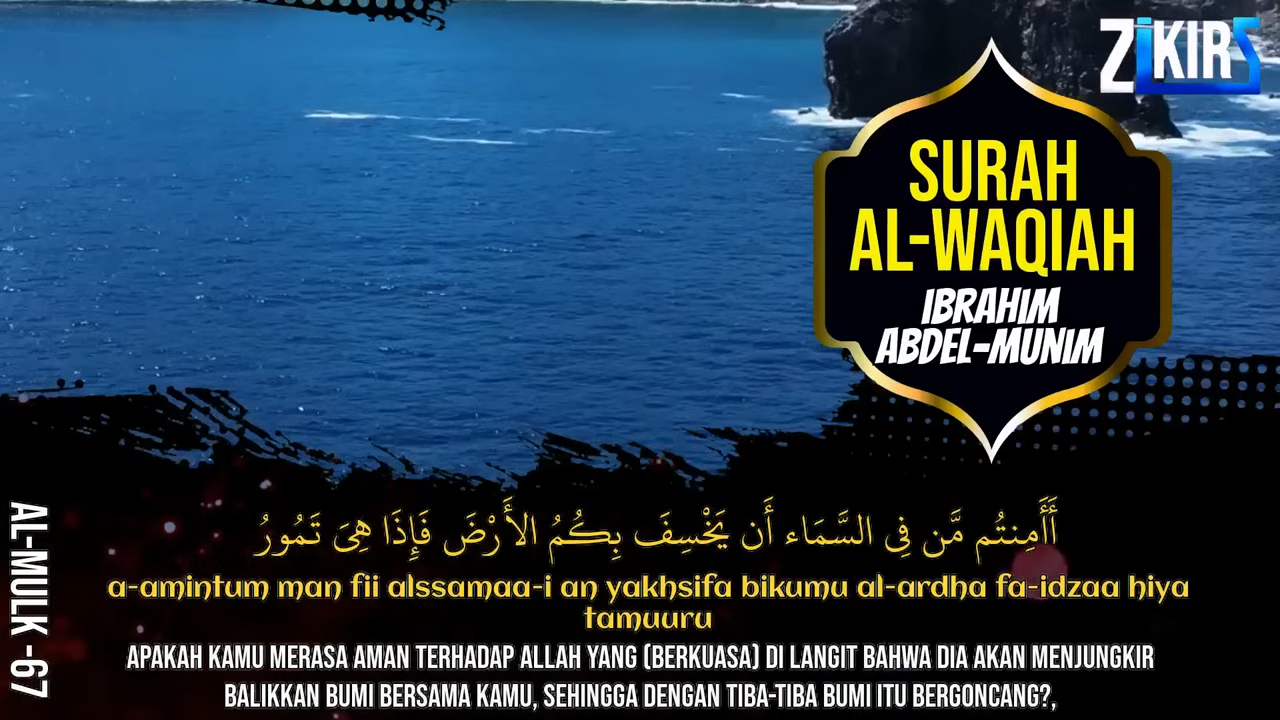 ZIKIRS
SURAH
AL-WAQIAH
IBRAHIM
ABDEL-MUNIM
AL-MULK -67
أَأَمِنتُم مَّن فِى السَّمَاء أَن يَخْسِفَ بِكُمُ الأَرْضَ فَإِذَا هِىَ تَمُورُ
a-amintum man fii alssamaa-i an yakhsifa bikumu al-ardha fa-idzaa hiya
tamuuru
APAKAH KAMU MERASA AMAN TERHADAP ALLAH YANG (BERKUASA) DI LANGIT BAHWA DIA AKAN MENJUNGKIR
BALIKKAN BUMI BERSAMA KAMU, SEHINGGA DENGAN TIBA-TIBA BUMI ITU BERGONCANG?,